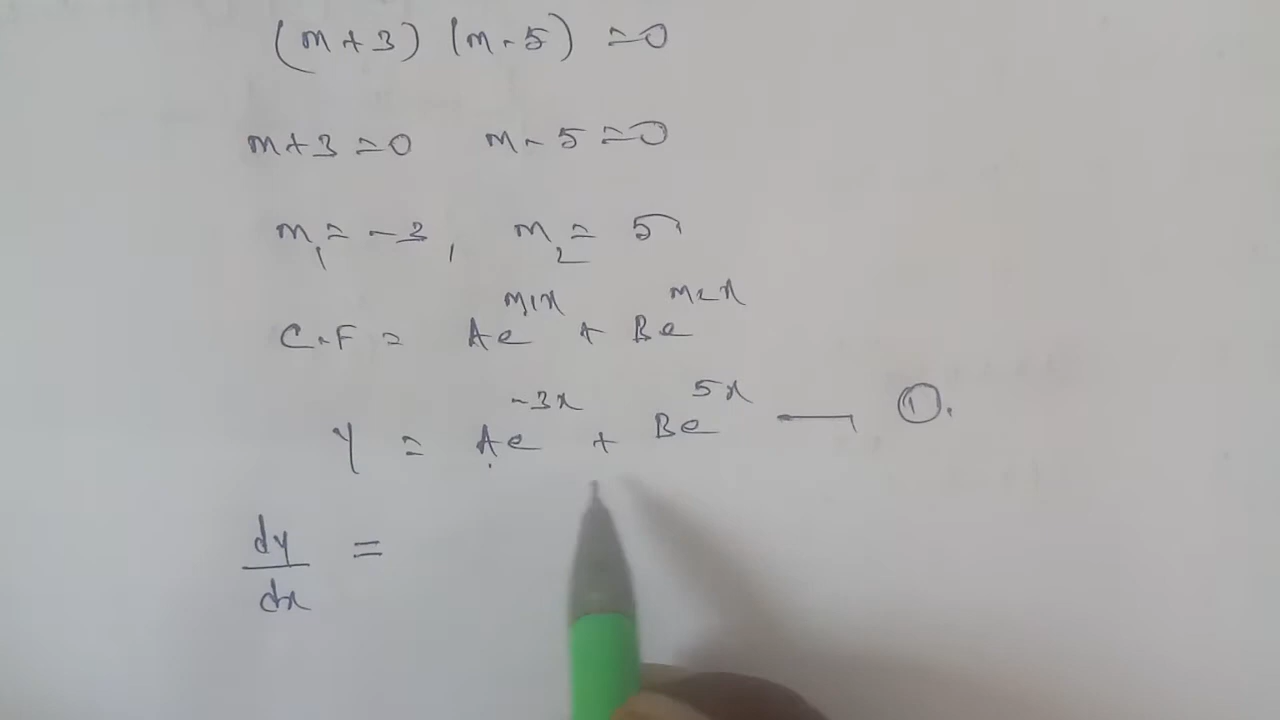 (m+3) (m-5) =0
m+3=0 m-5=0
m₁ = -3, m₂ = 5
C.F = Ae^m1x + Be^m2x
y = Ae^-3x + Be^5x — ①.
dy/dx =